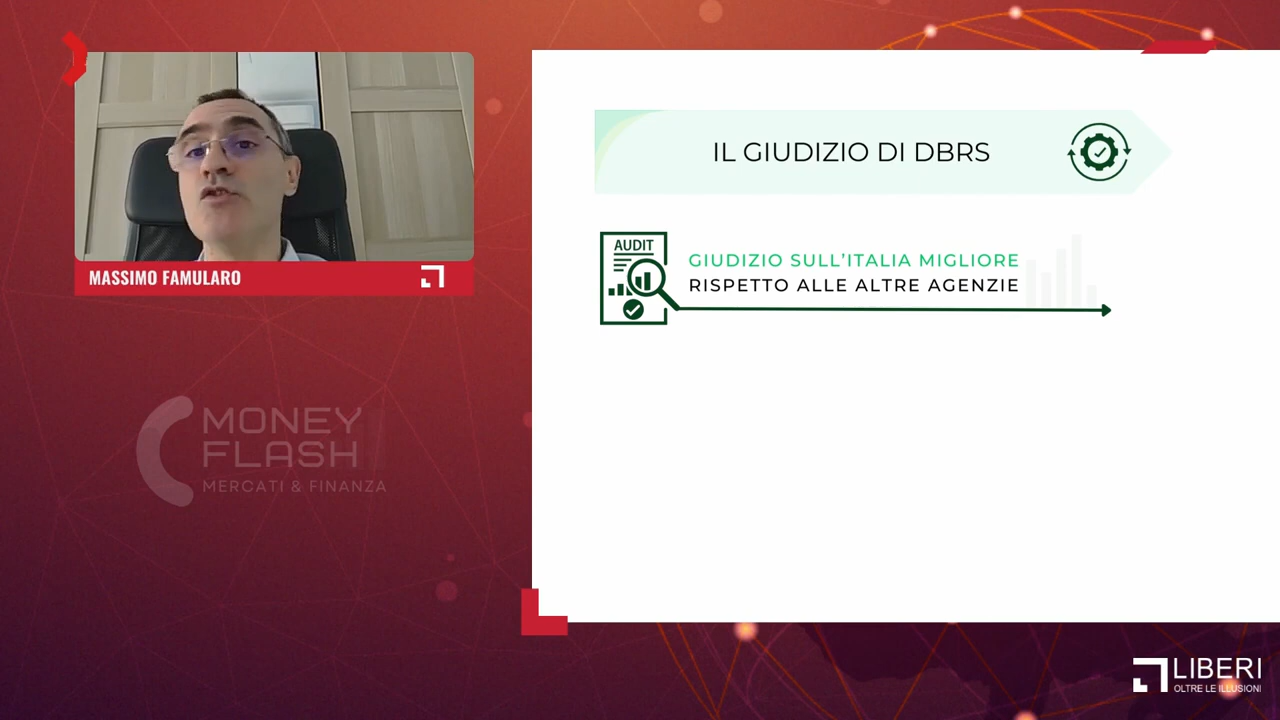 MASSIMO FAMULARO
MONEY
FLASH
MERCATI & FINANZA
IL GIUDIZIO DI DBRS
AUDIT
GIUDIZIO SULL'ITALIA MIGLIORE
RISPETTO ALLE ALTRE AGENZIE
LIBERI
OLTRE LE ILLUSIONI